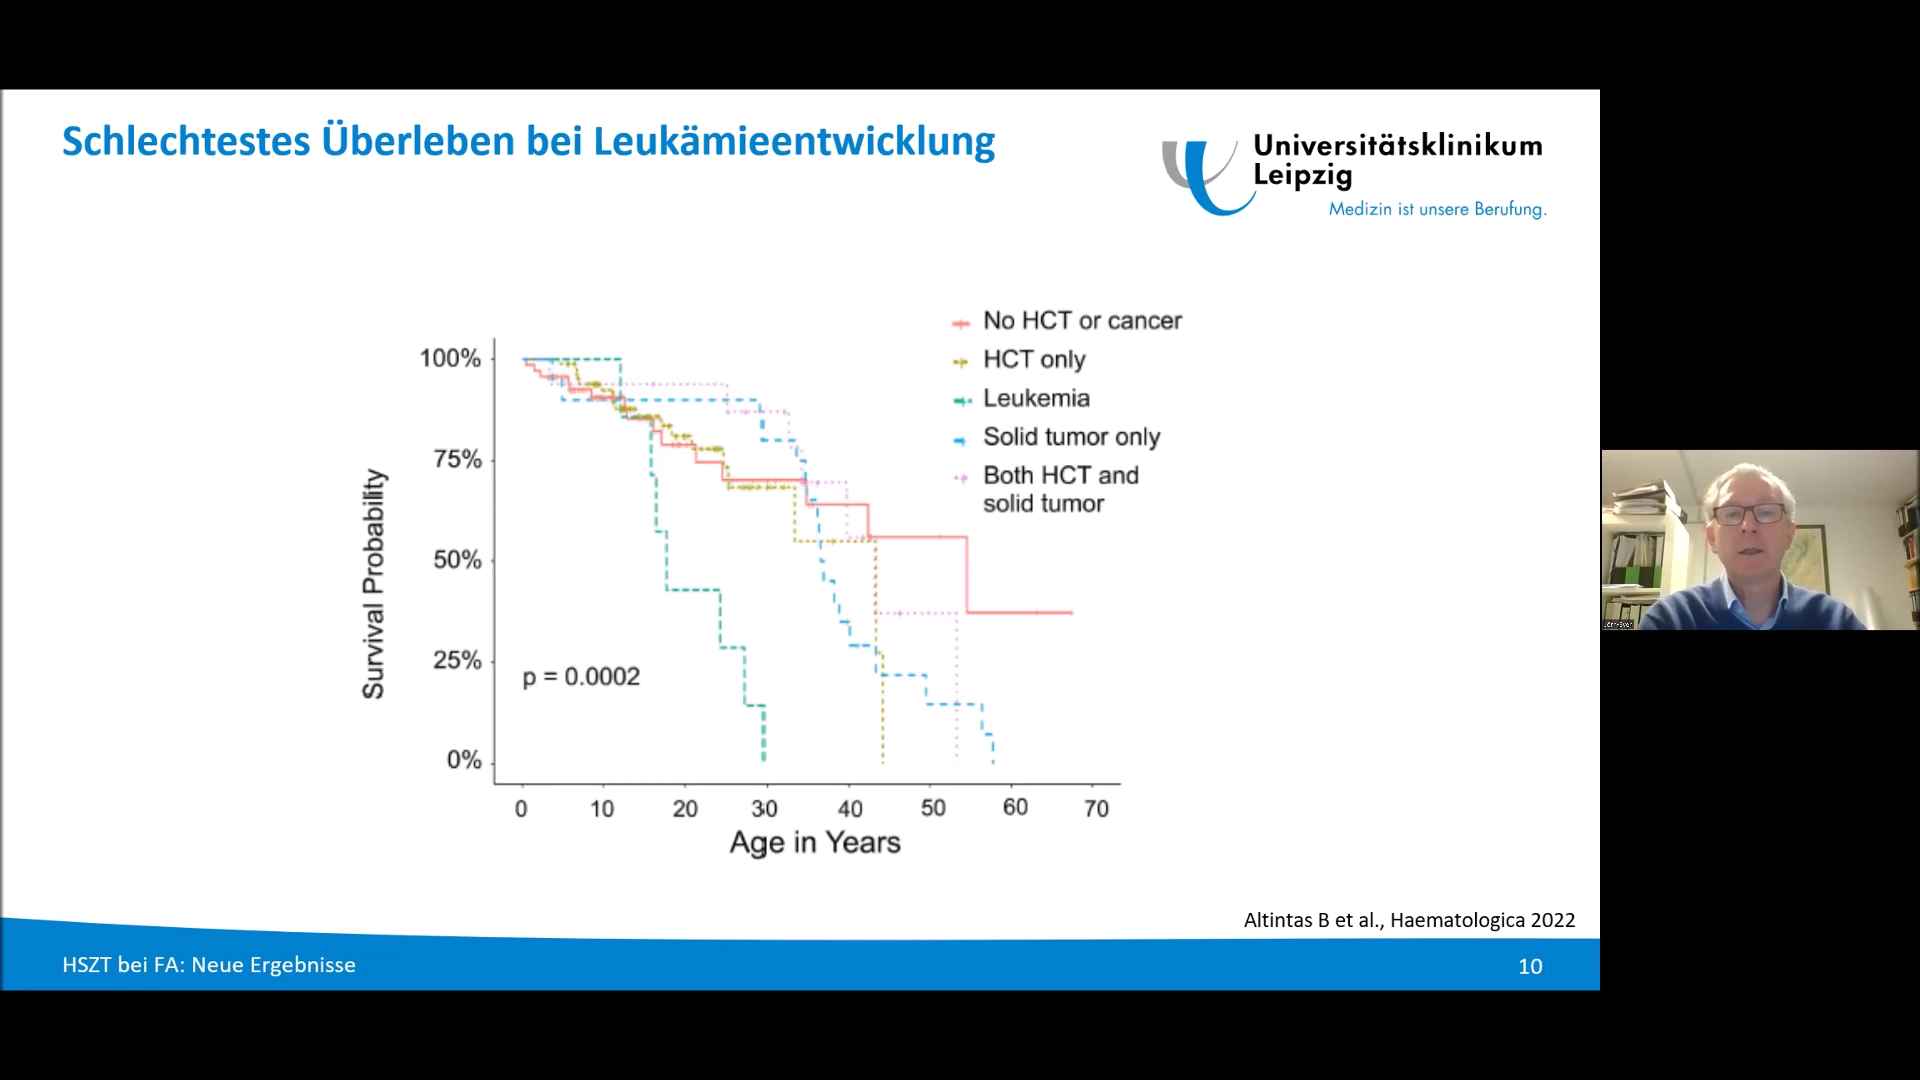 Schlechtestes Überleben bei Leukämieentwicklung
Universitätsklinikum
Leipzig
Medizin ist unsere Berufung.
No HCT or cancer
HCT only
Leukemia
Solid tumor only
Both HCT and
solid tumor
Survival Probability
100%
75%
50%
25%
0%
p = 0.0002
0 10 20 30 40 50 60 70
Age in Years
Altintas B et al., Haematologica 2022
HSZT bei FA: Neue Ergebnisse
10